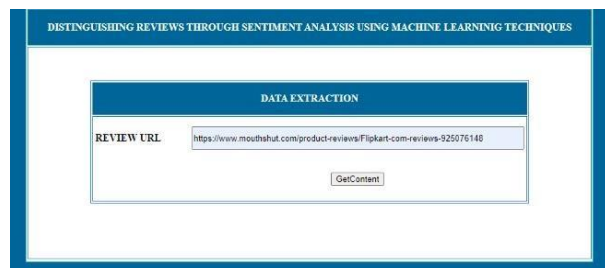 DISTINGUISHING REVIEWS THROUGH SENTIMENT ANALYSIS USING MACHINE LEARNINIG TECHNIQUES
DATA EXTRACTION
REVIEW URL https://www.mouthshut.com/product-reviews/Flipkart-com-reviews-925076148
GetContent